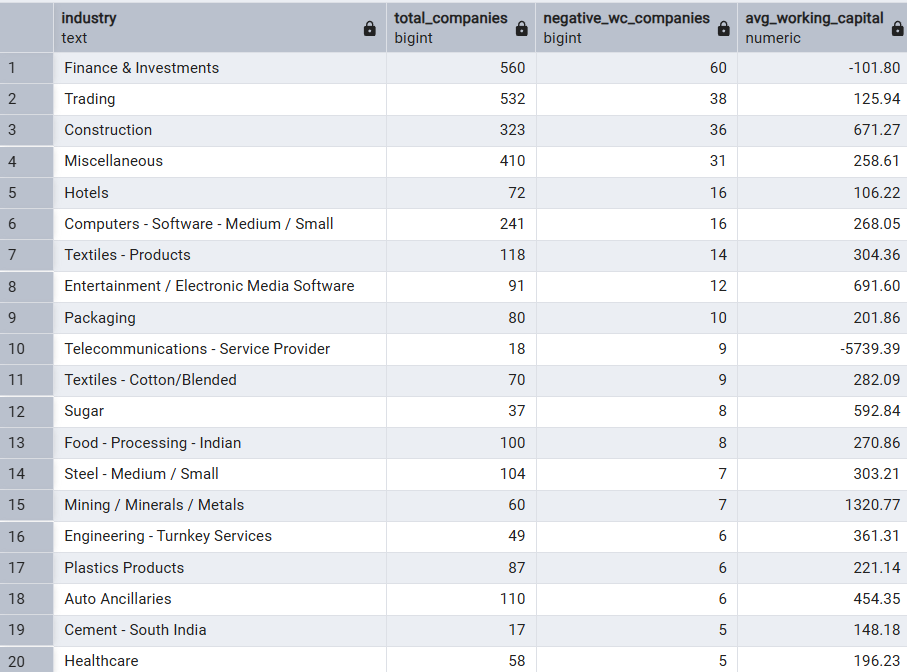 industry total_companies negative_wc_companies avg_working_capital
text bigint bigint numeric
1 Finance & Investments 560 60 -101.80
2 Trading 532 38 125.94
3 Construction 323 36 671.27
4 Miscellaneous 410 31 258.61
5 Hotels 72 16 106.22
6 Computers - Software - Medium / Small 241 16 268.05
7 Textiles - Products 118 14 304.36
8 Entertainment / Electronic Media Software 91 12 691.60
9 Packaging 80 10 201.86
10 Telecommunications - Service Provider 18 9 -5739.39
11 Textiles - Cotton/Blended 70 9 282.09
12 Sugar 37 8 592.84
13 Food - Processing - Indian 100 8 270.86
14 Steel - Medium / Small 104 7 303.21
15 Mining / Minerals / Metals 60 7 1320.77
16 Engineering - Turnkey Services 49 6 361.31
17 Plastics Products 87 6 221.14
18 Auto Ancillaries 110 6 454.35
19 Cement - South India 17 5 148.18
20 Healthcare 58 5 196.23